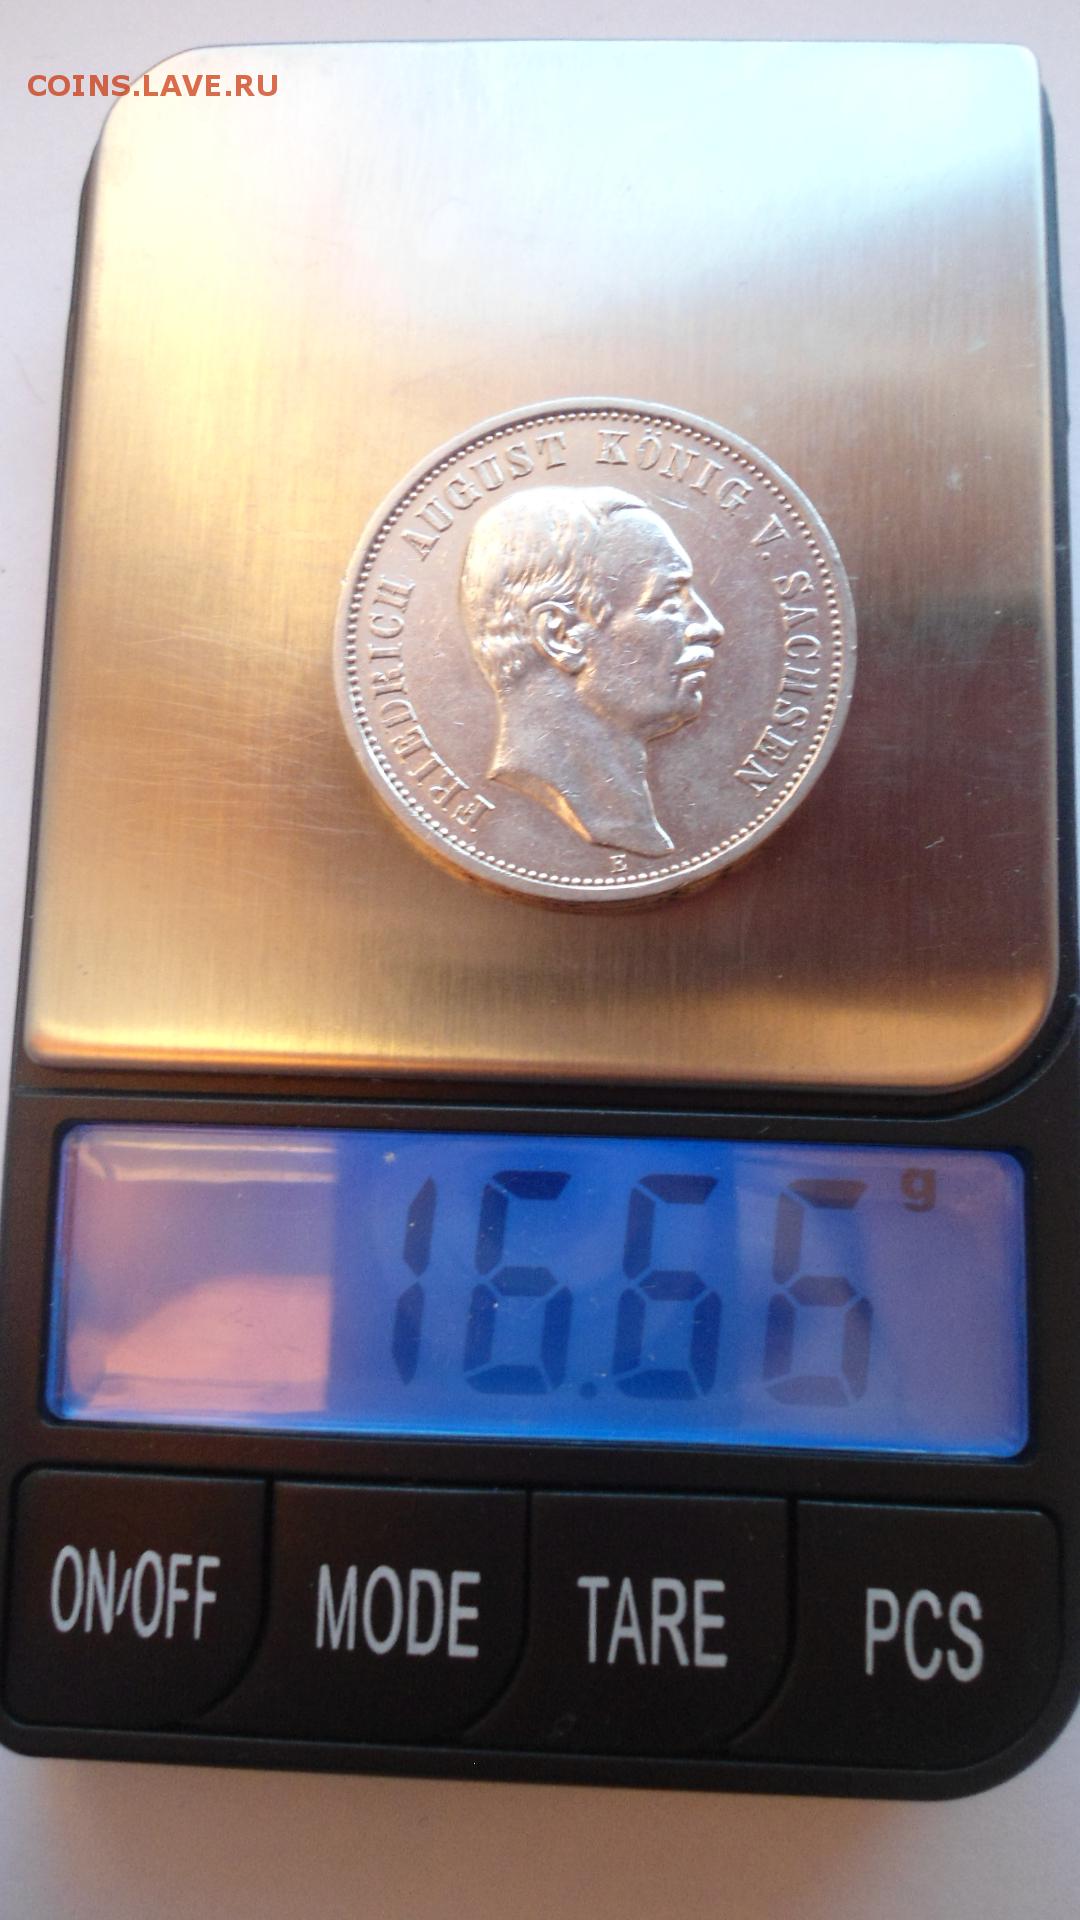 COINS.LAVE.RU
FRIEDRICH AUGUST KÖNIG V. SACHSEN
E
16.66 g
ON/OFF MODE TARE PCS